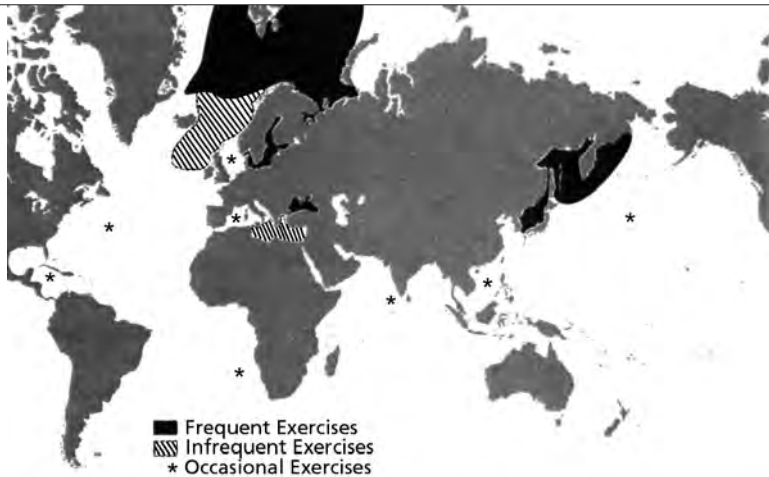 Frequent Exercises
Infrequent Exercises
* Occasional Exercises